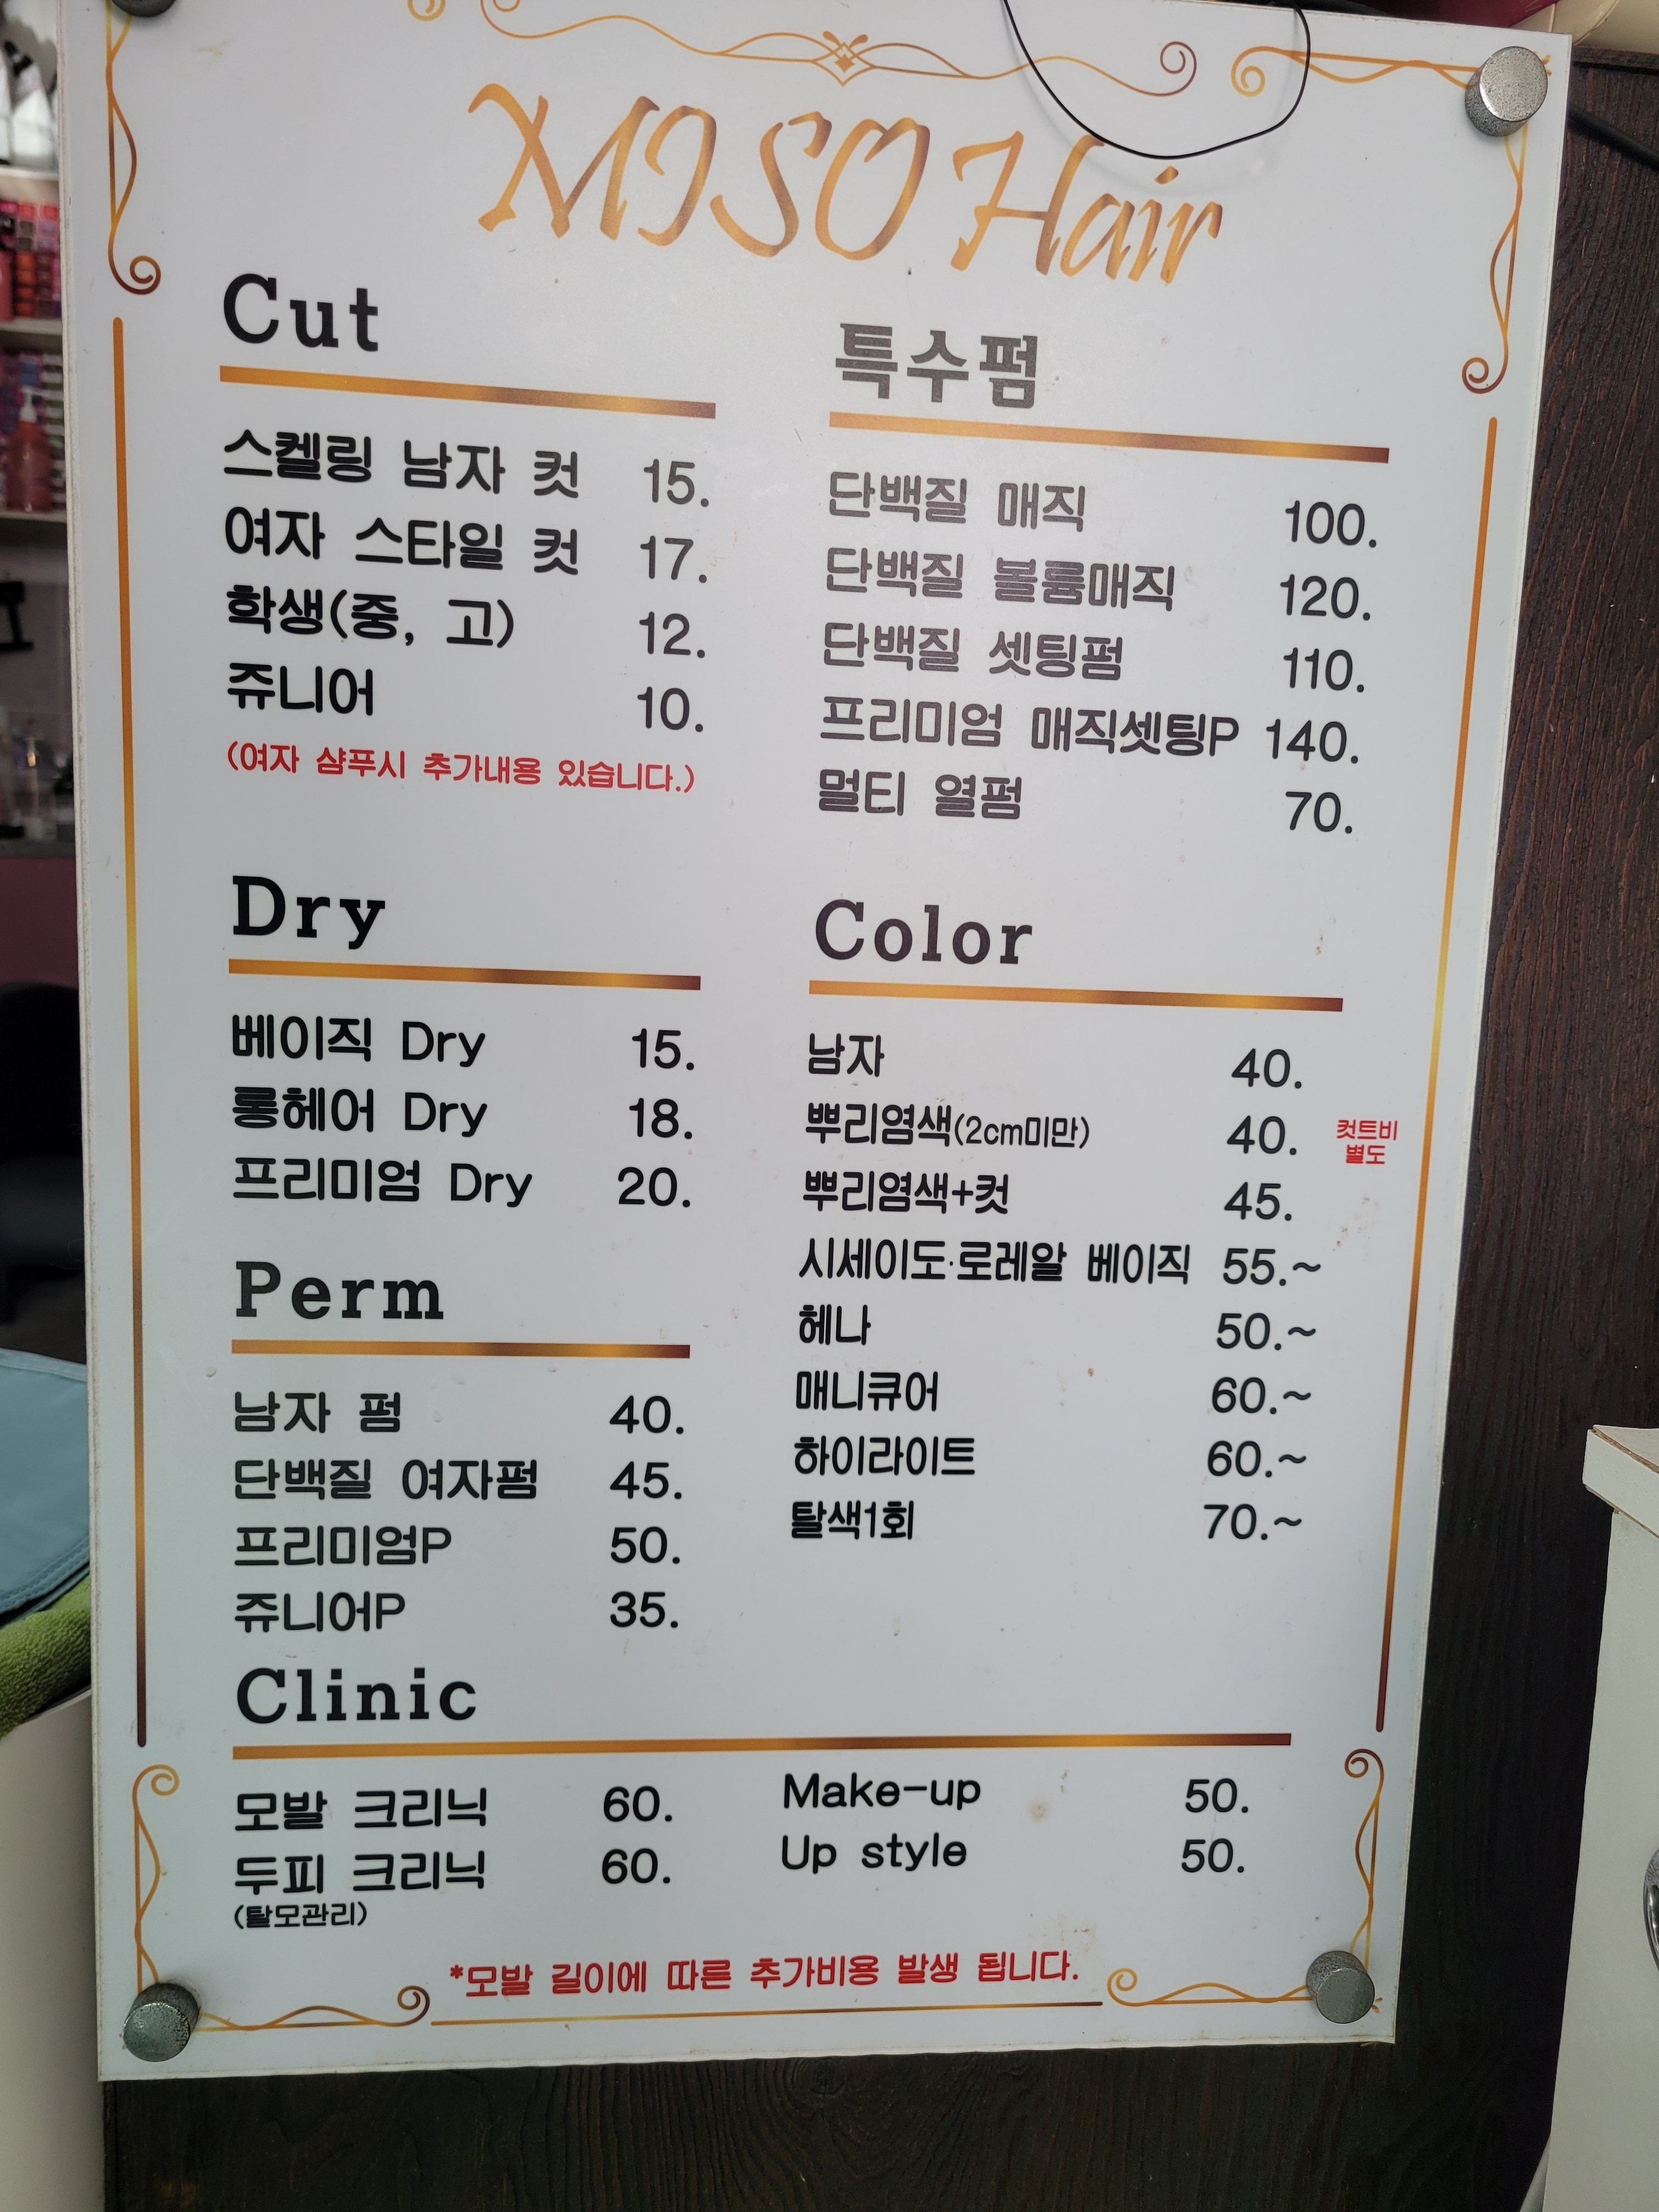 MISO Hair
Cut
스켈링 남자 컷 15.
여자 스타일 컷 17.
학생(중, 고) 12.
쥬니어 10.
(여자 샴푸시 추가내용 있습니다.)
특수펌
단백질 매직 100.
단백질 볼륨매직 120.
단백질 셋팅펌 110.
프리미엄 매직셋팅P 140.
멀티 열펌 70.
Dry
베이직 Dry 15.
롱헤어 Dry 18.
프리미엄 Dry 20.
Color
남자 40.
뿌리염색(2cm미만) 40. 컷트비
별도
뿌리염색+컷 45.
시세이도·로레알 베이직 55.~
헤나 50.~
매니큐어 60.~
하이라이트 60.~
탈색1회 70.~
Perm
남자 펌 40.
단백질 여자펌 45.
프리미엄P 50.
쥬니어P 35.
Clinic
모발 크리닉 60.
두피 크리닉 60.
(탈모관리)
Make-up 50.
Up style 50.
*모발 길이에 따른 추가비용 발생 됩니다.